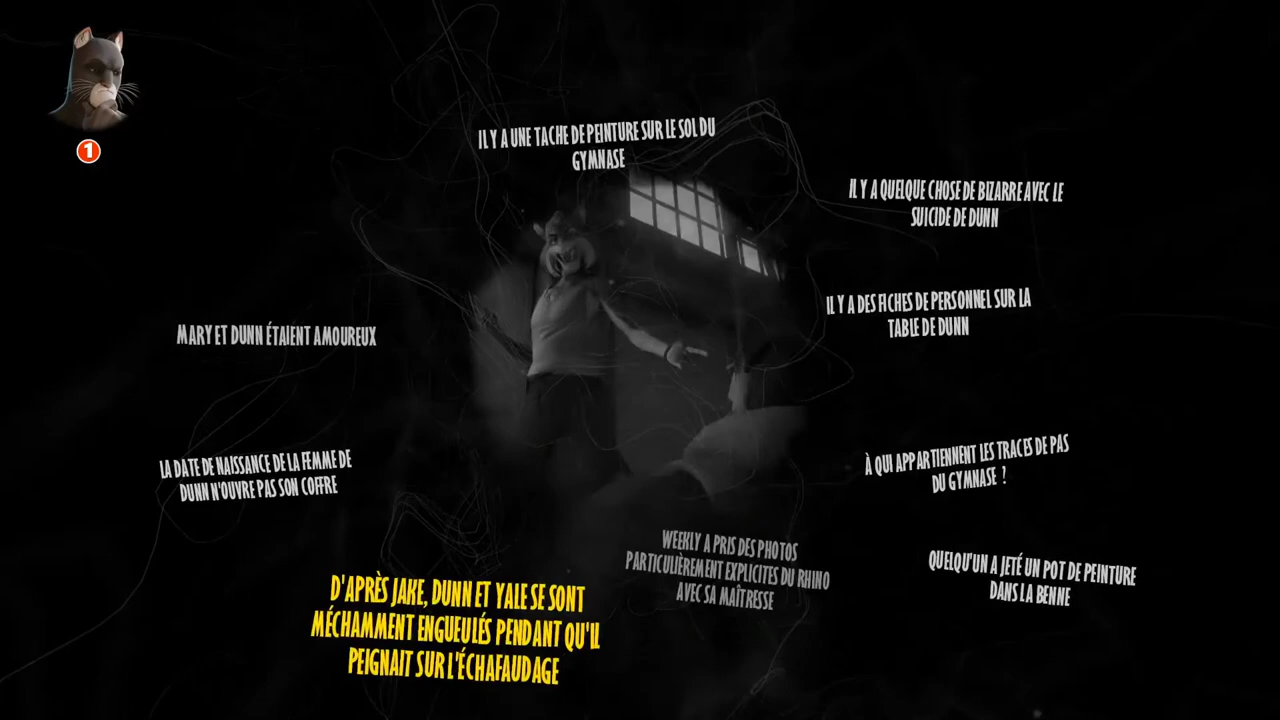 1
IL Y A UNE TACHE DE PEINTURE SUR LE SOL DU
GYMNASE
IL Y A QUELQUE CHOSE DE BIZARRE AVEC LE
SUICIDE DE DUNN
IL Y A DES FICHES DE PERSONNEL SUR LA
TABLE DE DUNN
MARY ET DUNN ÉTAIENT AMOUREUX
LA DATE DE NAISSANCE DE LA FEMME DE
DUNN N'OUVRE PAS SON COFFRE
À QUI APPARTIENNENT LES TRACES DE PAS
DU GYMNASE ?
WEEKLY A PRIS DES PHOTOS
PARTICULIÈREMENT EXPLICITES DU RHINO
AVEC SA MAÎTRESSE
QUELQU'UN A JETÉ UN POT DE PEINTURE
DANS LA BENNE
D'APRÈS JAKE, DUNN ET YALE SE SONT
MÉCHAMMENT ENGUEULÉS PENDANT QU'IL
PEIGNAIT SUR L'ÉCHAFAUDAGE